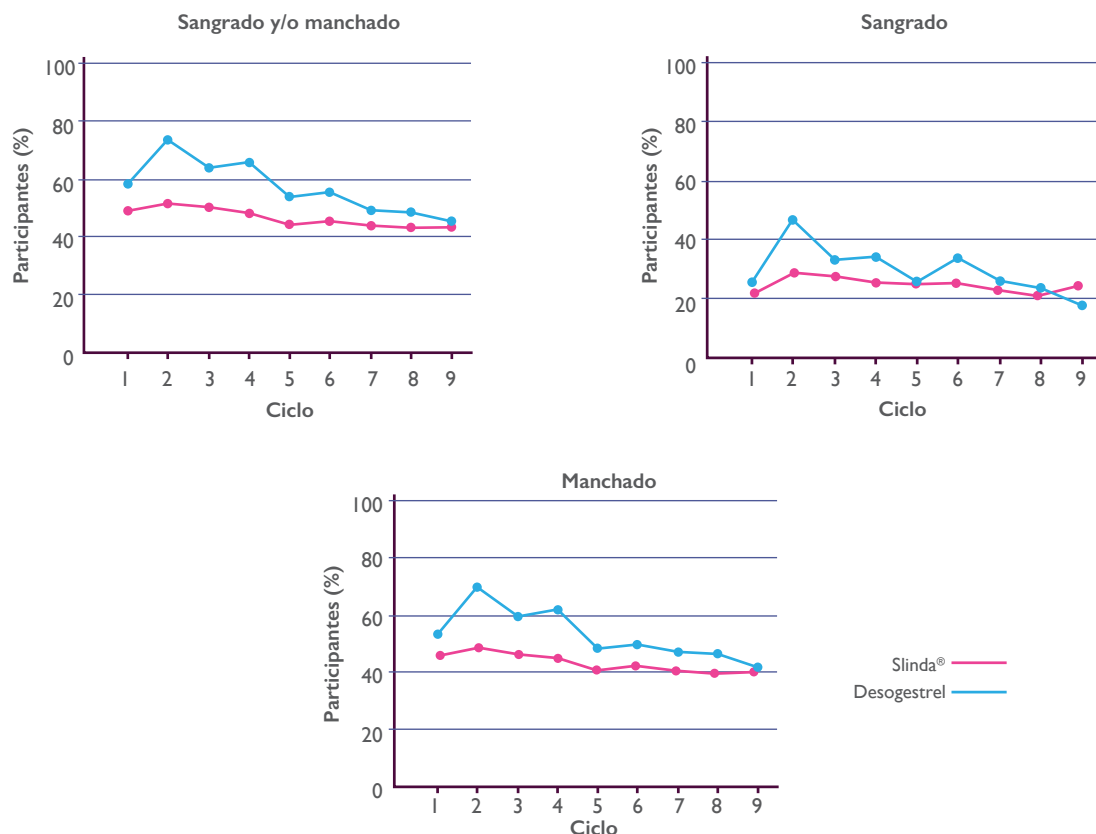 Sangrado y/o manchado
100
80
60
40
20
0
Participantes (%)
1 2 3 4 5 6 7 8 9
Ciclo
Sangrado
100
80
60
40
20
0
Participantes (%)
1 2 3 4 5 6 7 8 9
Ciclo
Manchado
100
80
60
40
20
0
Participantes (%)
1 2 3 4 5 6 7 8 9
Ciclo
Slinda®
Desogestrel